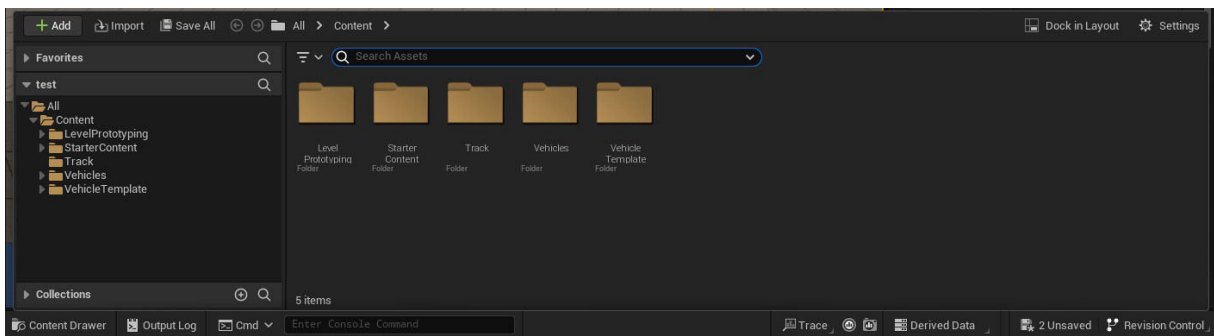 Add Import Save All All Content Dock in Layout Settings
Favorites
Search Assets
test
All
Content
LevelPrototyping
StarterContent
Track
Vehicles
VehicleTemplate
Level
Prototyping
Folder
Starter
Content
Folder
Track
Folder
Vehicles
Folder
Vehicle
Template
Folder
Collections
5 items
Content Drawer Output Log Cmd Enter Console Command Trace Derived Data 2 Unsaved Revision Control